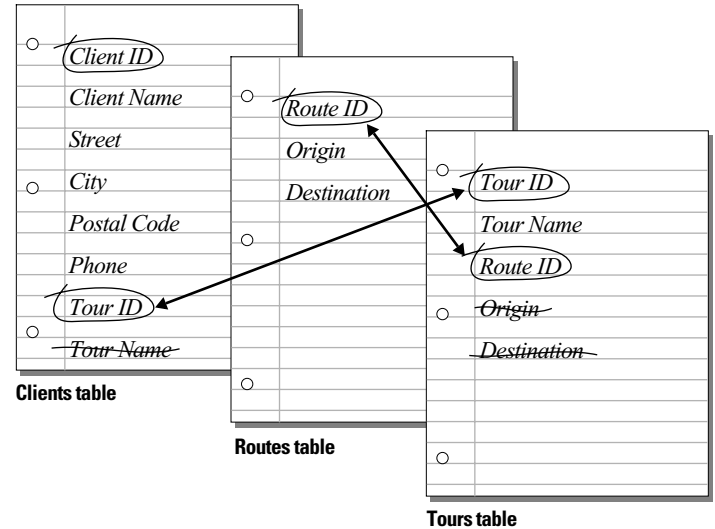 Client ID
Client Name
Street
City
Postal Code
Phone
Tour ID
Tour Name
Clients table
Route ID
Origin
Destination
Routes table
Tour ID
Tour Name
Route ID
Origin
Destination
Tours table